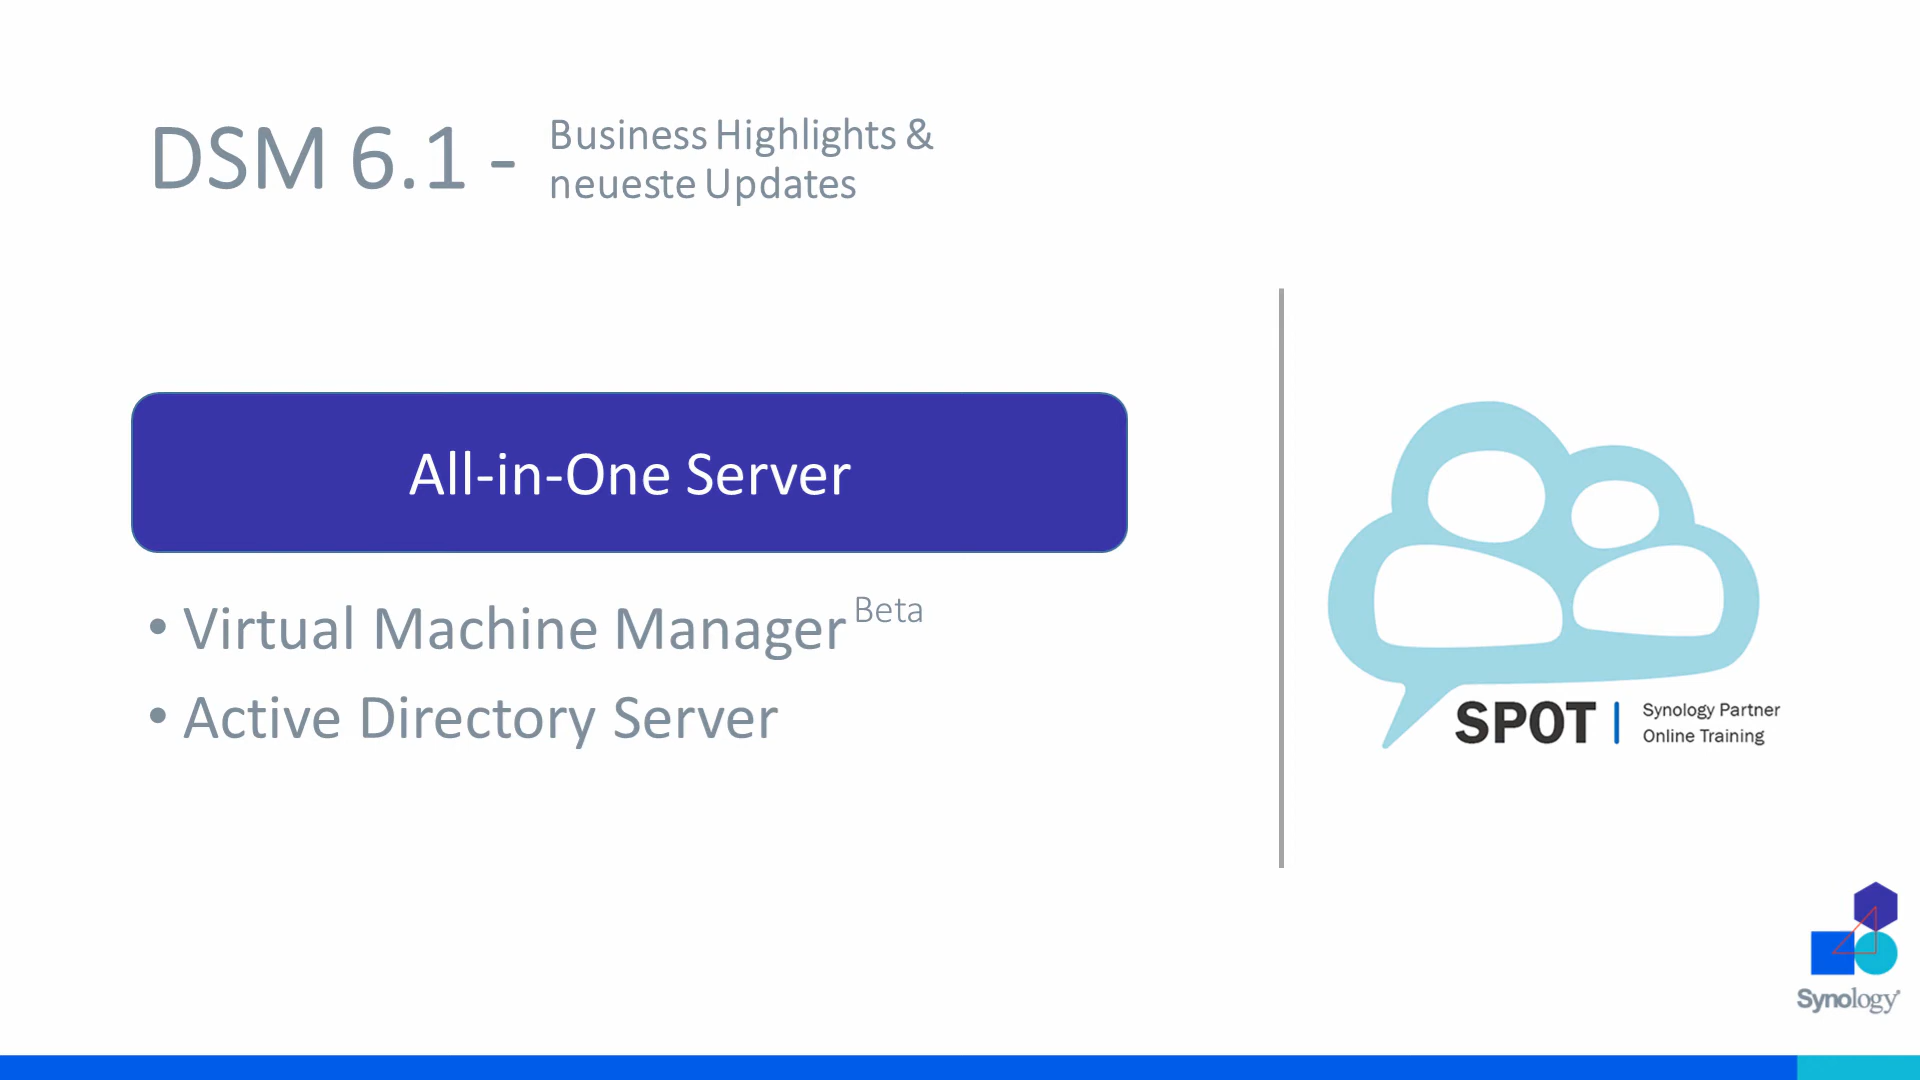 DSM 6.1 -
Business Highlights &
neueste Updates
All-in-One Server
• Virtual Machine Manager Beta
• Active Directory Server
SPOT
Synology Partner
Online Training
Synology